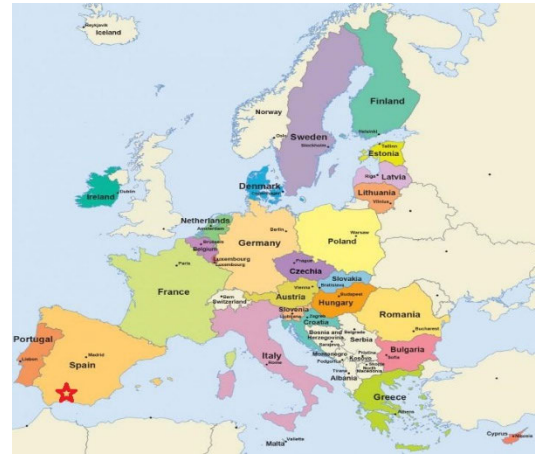 Reykjavik
Iceland
Finland
Norway
Oslo
Sweden
Stockholm
Helsinki
Tallinn
Estonia
Riga
Latvia
Lithuania
Vilnius
Denmark
Ireland
Dublin
Netherlands
Amsterdam
Berlin
Germany
Warsaw
Poland
Brussels
Belgium
Luxembourg
Luxembourg
Prague
Czechia
Paris
Slovakia
Bratislava
Vienna
Austria
Budapest
Hungary
France
Bern
Switzerland
Slovenia
Ljubljana
Zagreb
Croatia
Romania
Bucharest
Belgrade
Bosnia and
Herzegovina
Sarajevo
Serbia
Portugal
Lisbon
Madrid
Spain
Italy
Rome
Montenegro
Podgorica
Pristina
Kosovo
Sofia
Bulgaria
Skopje
North
Macedonia
Tirana
Albania
Greece
Athens
Malta
Valletta
Cyprus
Nicosia